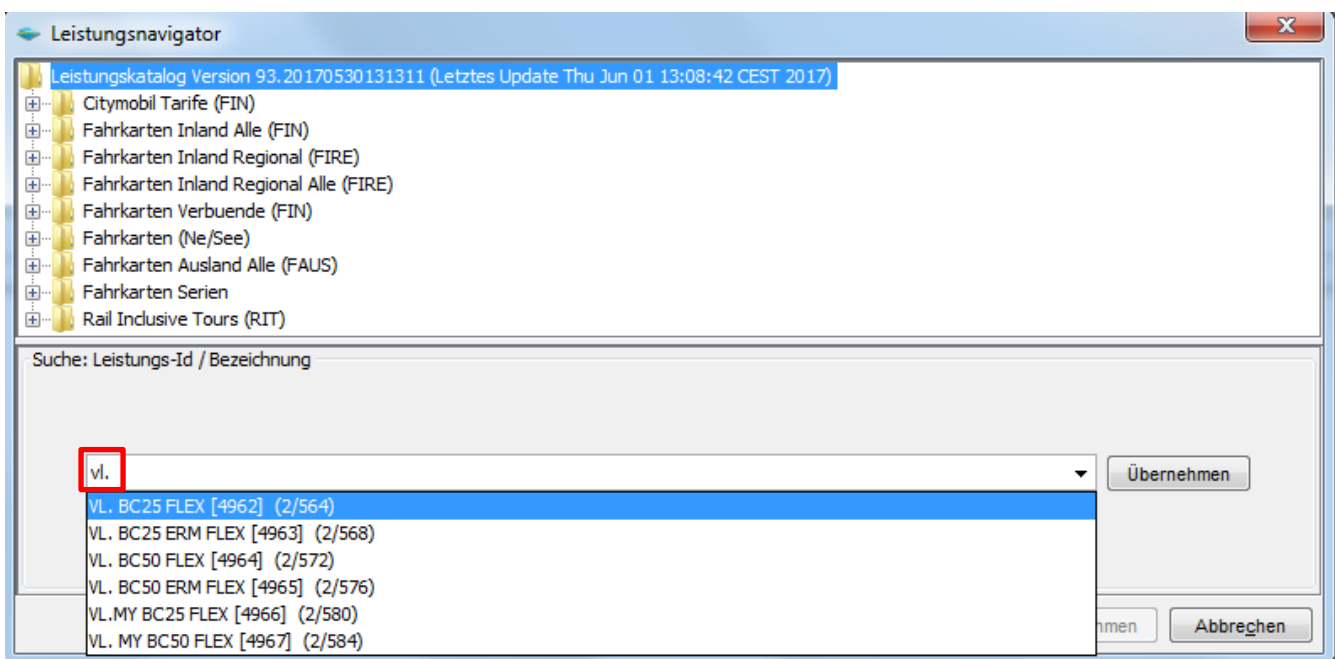 Leistungsnavigator
Leistungskatalog Version 93.20170530131311 (Letztes Update Thu Jun 01 13:08:42 CEST 2017)
Citymobil Tarife (FIN)
Fahrkarten Inland Alle (FIN)
Fahrkarten Inland Regional (FIRE)
Fahrkarten Inland Regional Alle (FIRE)
Fahrkarten Verbuende (FIN)
Fahrkarten (Ne/See)
Fahrkarten Ausland Alle (FAUS)
Fahrkarten Serien
Rail Inclusive Tours (RIT)
Suche: Leistungs-Id / Bezeichnung
vl. Übernehmen
VL. BC25 FLEX [4962] (2/564)
VL. BC25 ERM FLEX [4963] (2/568)
VL. BC50 FLEX [4964] (2/572)
VL. BC50 ERM FLEX [4965] (2/576)
VL.MY BC25 FLEX [4966] (2/580)
VL. MY BC50 FLEX [4967] (2/584)
Abbrechen